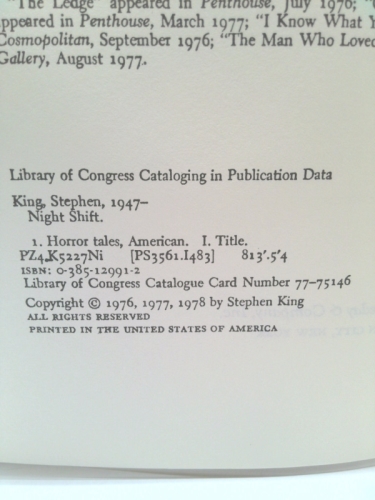 "The Ledge" appeared in Penthouse, July 1976; "
appeared in Penthouse, March 1977; "I Know What Y
Cosmopolitan, September 1976; "The Man Who Loved
Gallery, August 1977.
Library of Congress Cataloging in Publication Data
King, Stephen, 1947–
Night Shift.
1. Horror tales, American. I. Title.
PZ4.K5227Ni [PS3561.I483] 813'.5'4
ISBN: 0-385-12991-2
Library of Congress Catalogue Card Number 77-75146
Copyright © 1976, 1977, 1978 by Stephen King
ALL RIGHTS RESERVED
PRINTED IN THE UNITED STATES OF AMERICA